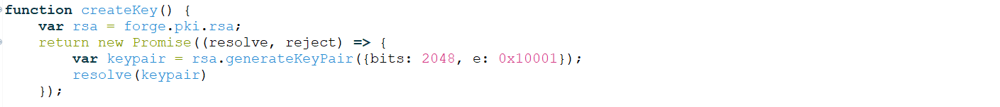 function createKey() {
    var rsa = forge.pki.rsa;
    return new Promise((resolve, reject) => {
        var keypair = rsa.generateKeyPair({bits: 2048, e: 0x10001});
        resolve(keypair)
    });